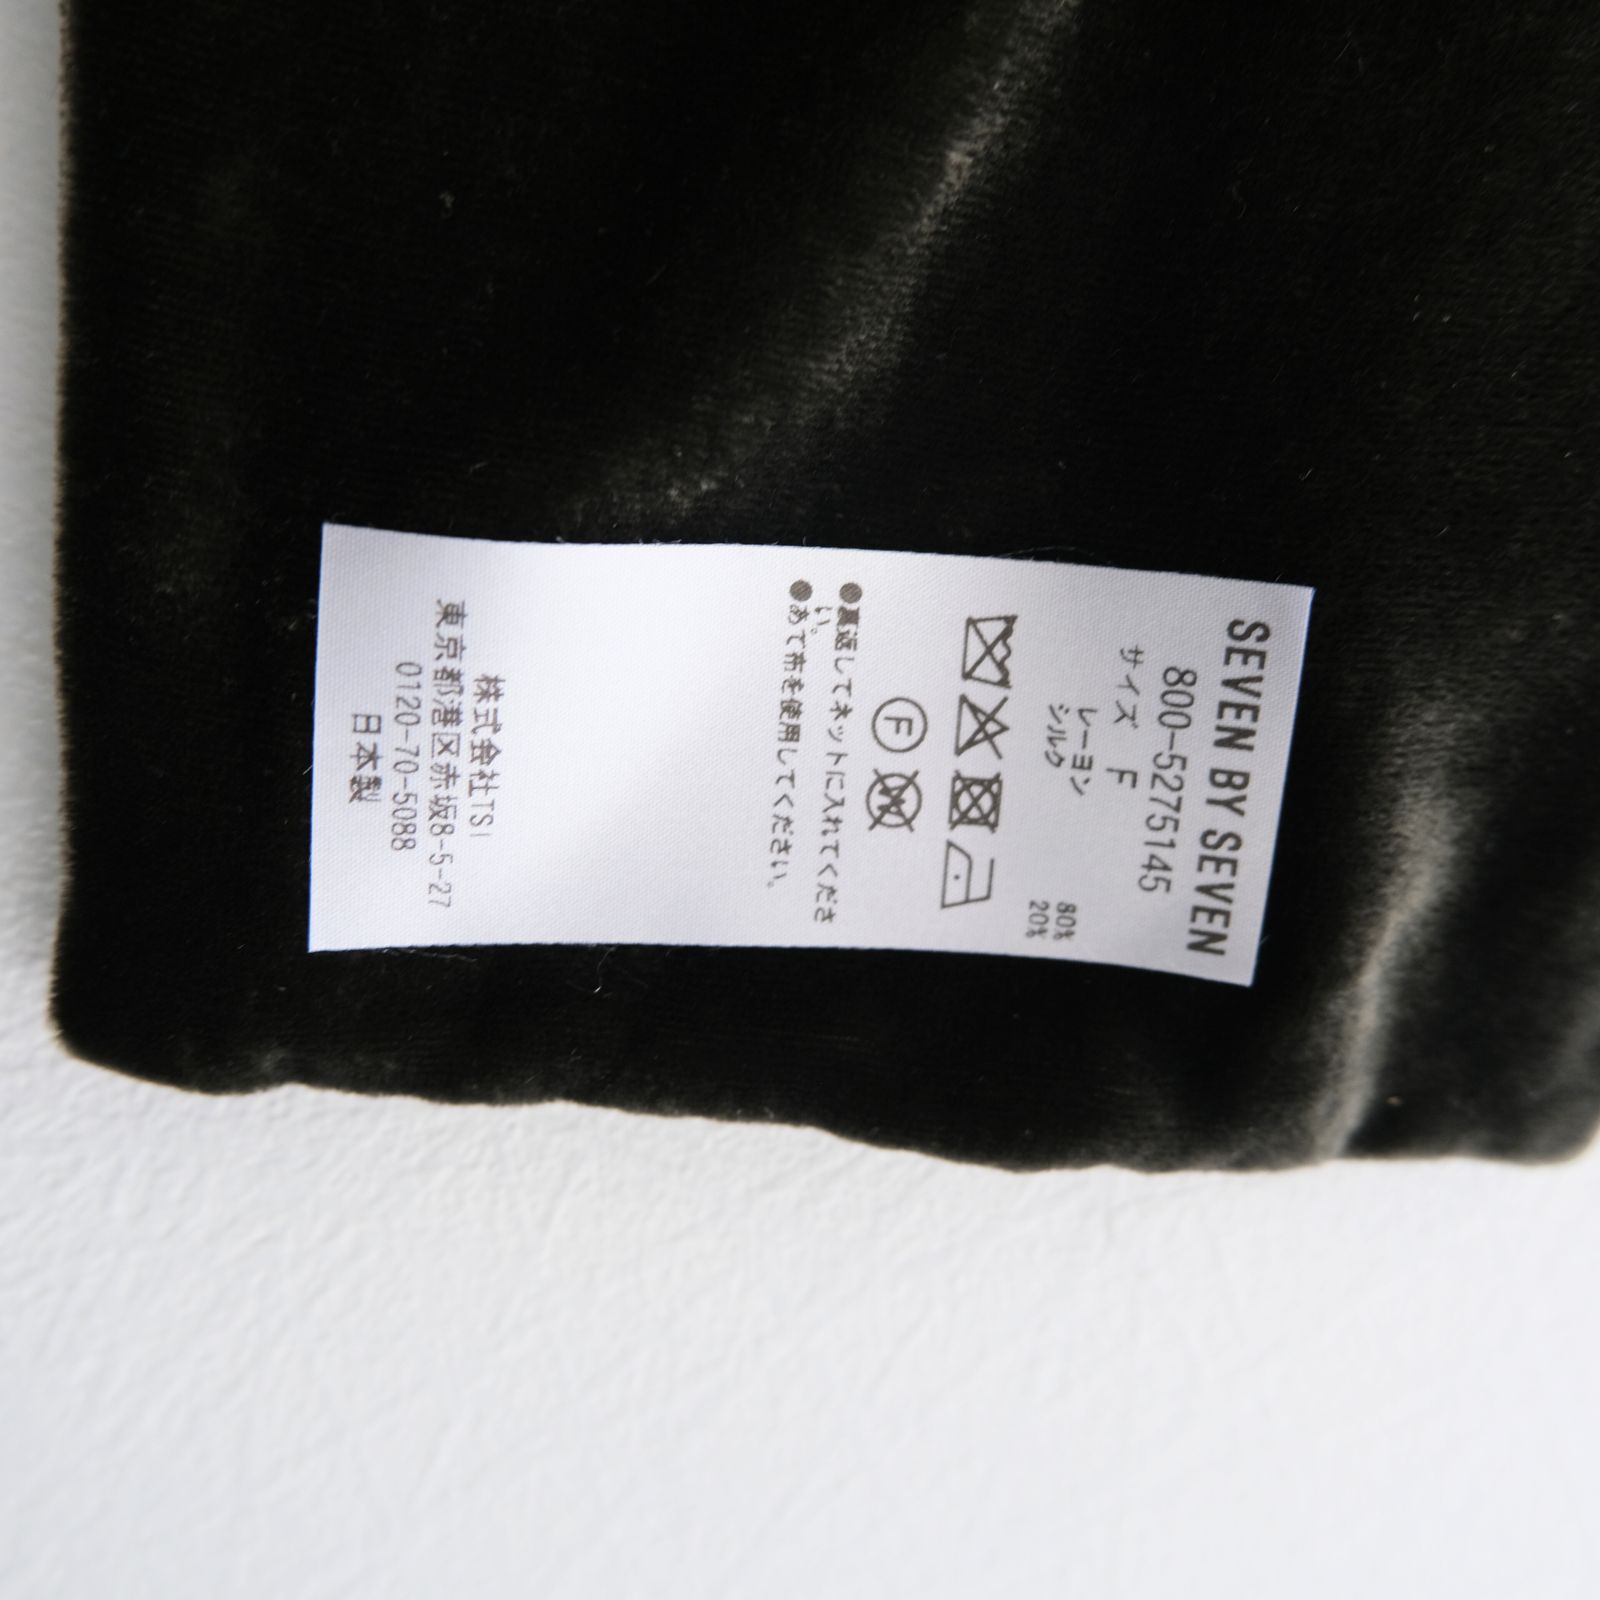 SEVEN BY SEVEN
800-5275145
サイズ F
レーヨン 80%
シルク 20%
F
W
●裏返してネットに入れてくださ
い。
●あて布を使用してください。
株式会社TSI
東京都港区赤坂8-5-27
0120-70-5088
日本製